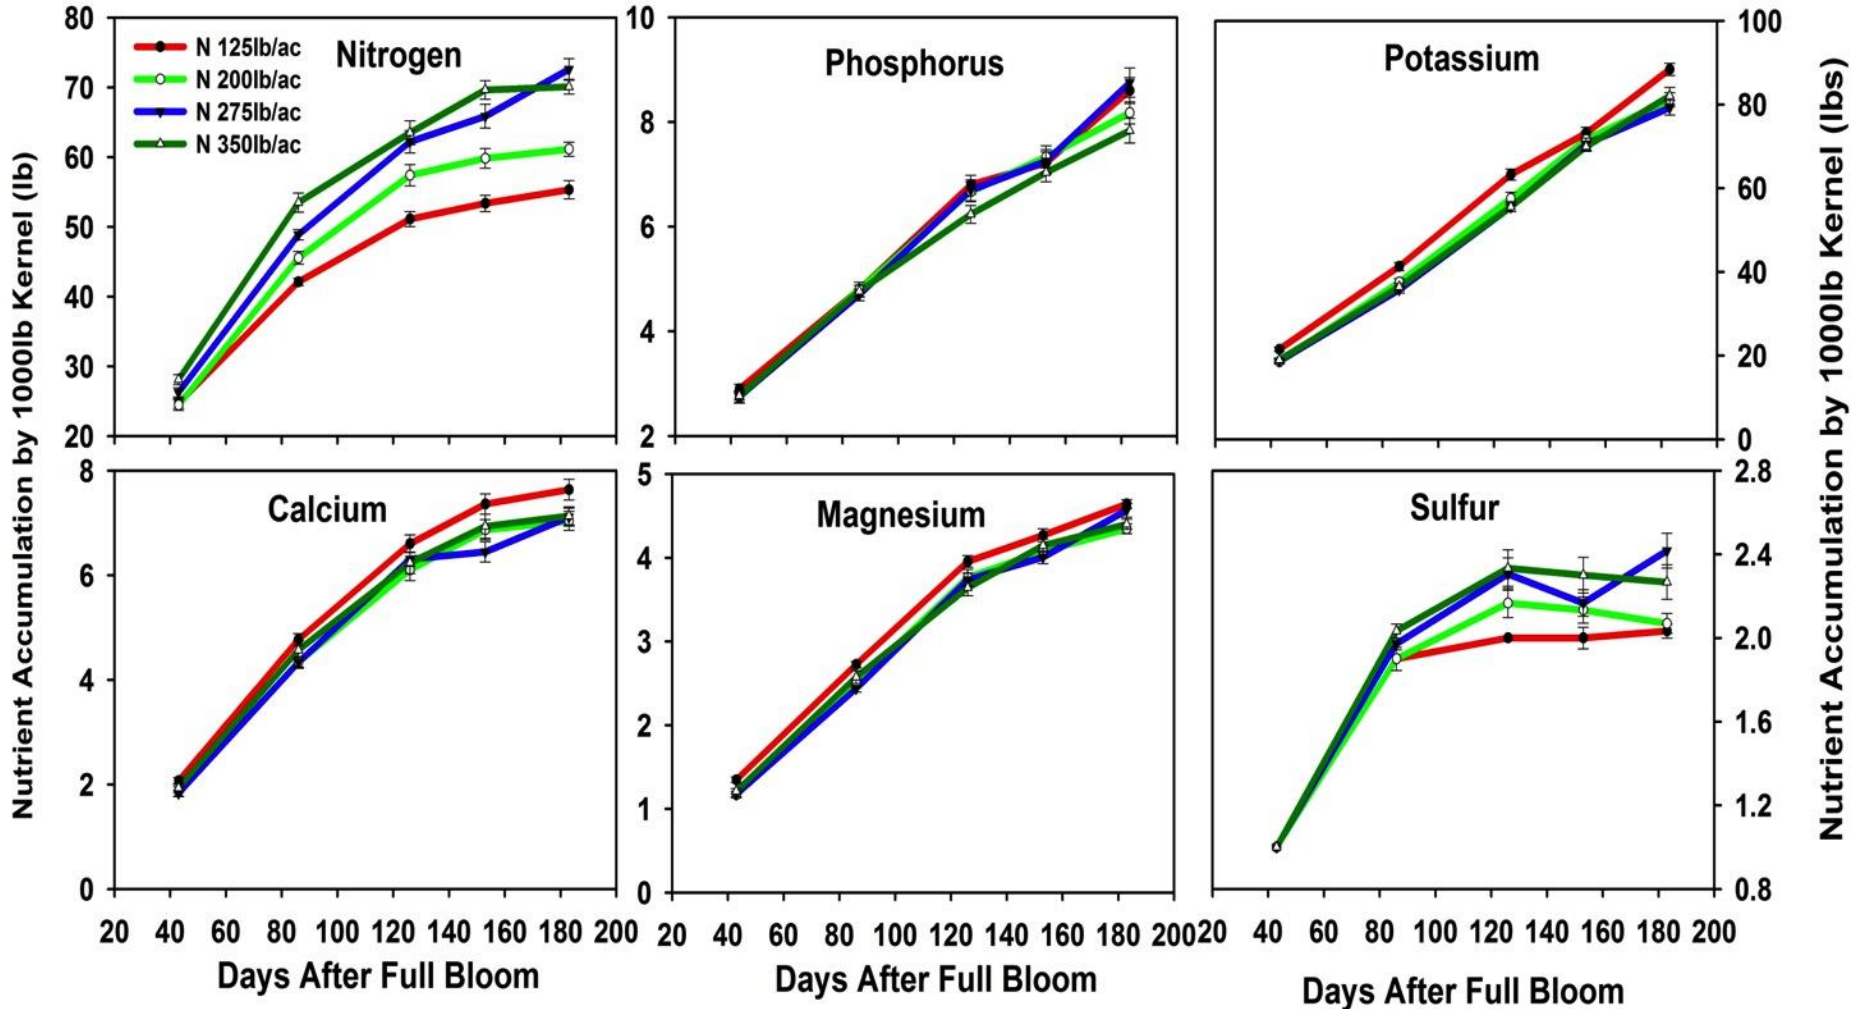 Nutrient Accumulation by 1000lb Kernel (lb)
80
70
60
50
40
30
20
N 125lb/ac
N 200lb/ac
N 275lb/ac
N 350lb/ac
Nitrogen
10
8
6
4
2
Phosphorus
Potassium
100
80
60
40
20
0
8
6
4
2
0
Calcium
5
4
3
2
1
0
Magnesium
Sulfur
2.8
2.4
2.0
1.6
1.2
0.8
20 40 60 80 100 120 140 160 180 200
20 40 60 80 100 120 140 160 180 200
20 40 60 80 100 120 140 160 180 200
Days After Full Bloom
Days After Full Bloom
Days After Full Bloom
Nutrient Accumulation by 1000lb Kernel (lbs)